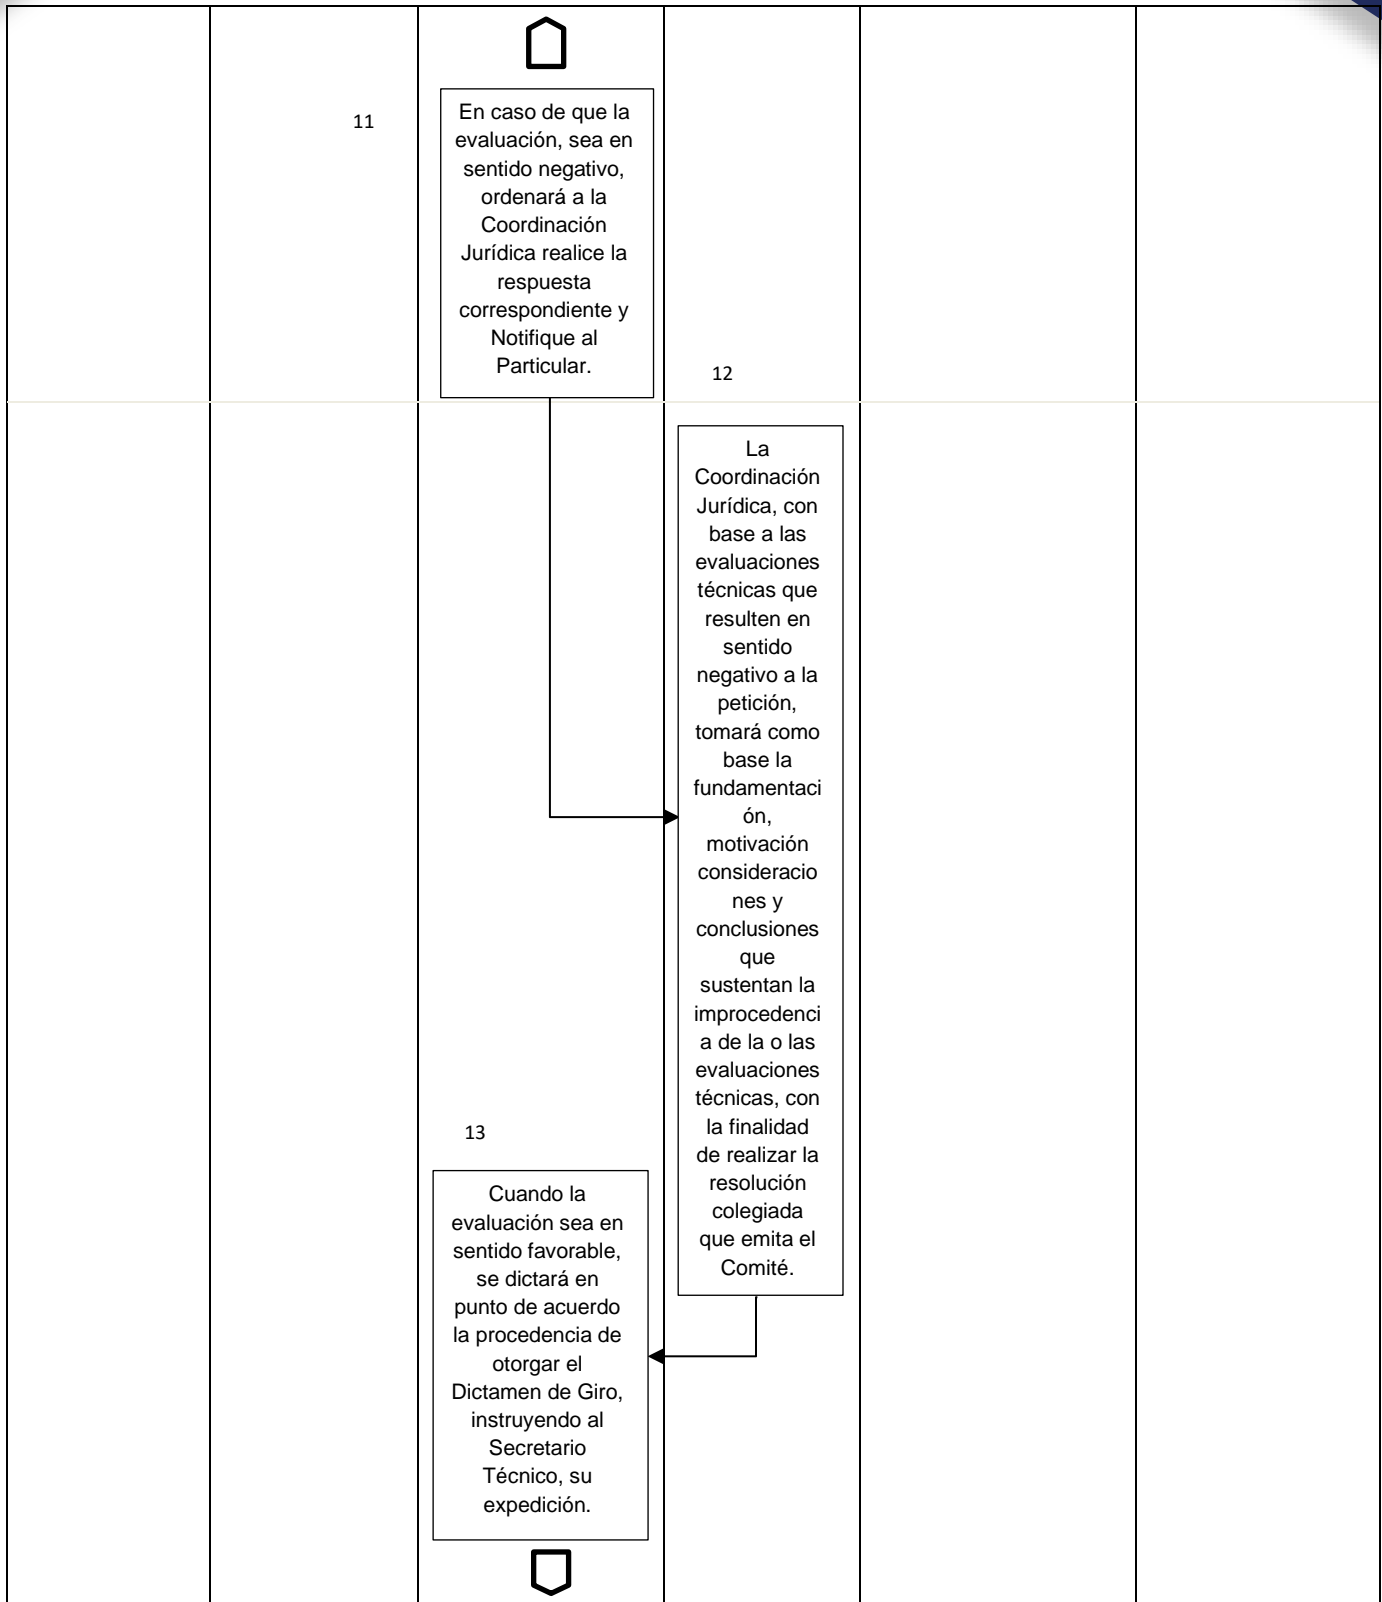 11
En caso de que la
evaluación, sea en
sentido negativo,
ordenará a la
Coordinación
Jurídica realice la
respuesta
correspondiente y
Notifique al
Particular.
12
La
Coordinación
Jurídica, con
base a las
evaluaciones
técnicas que
resulten en
sentido
negativo a la
petición,
tomará como
base la
fundamentaci
ón,
motivación
consideracio
nes y
conclusiones
que
sustentan la
improcedenci
a de la o las
evaluaciones
técnicas, con
la finalidad
de realizar la
resolución
colegiada
que emita el
Comité.
13
Cuando la
evaluación sea en
sentido favorable,
se dictará en
punto de acuerdo
la procedencia de
otorgar el
Dictamen de Giro,
instruyendo al
Secretario
Técnico, su
expedición.